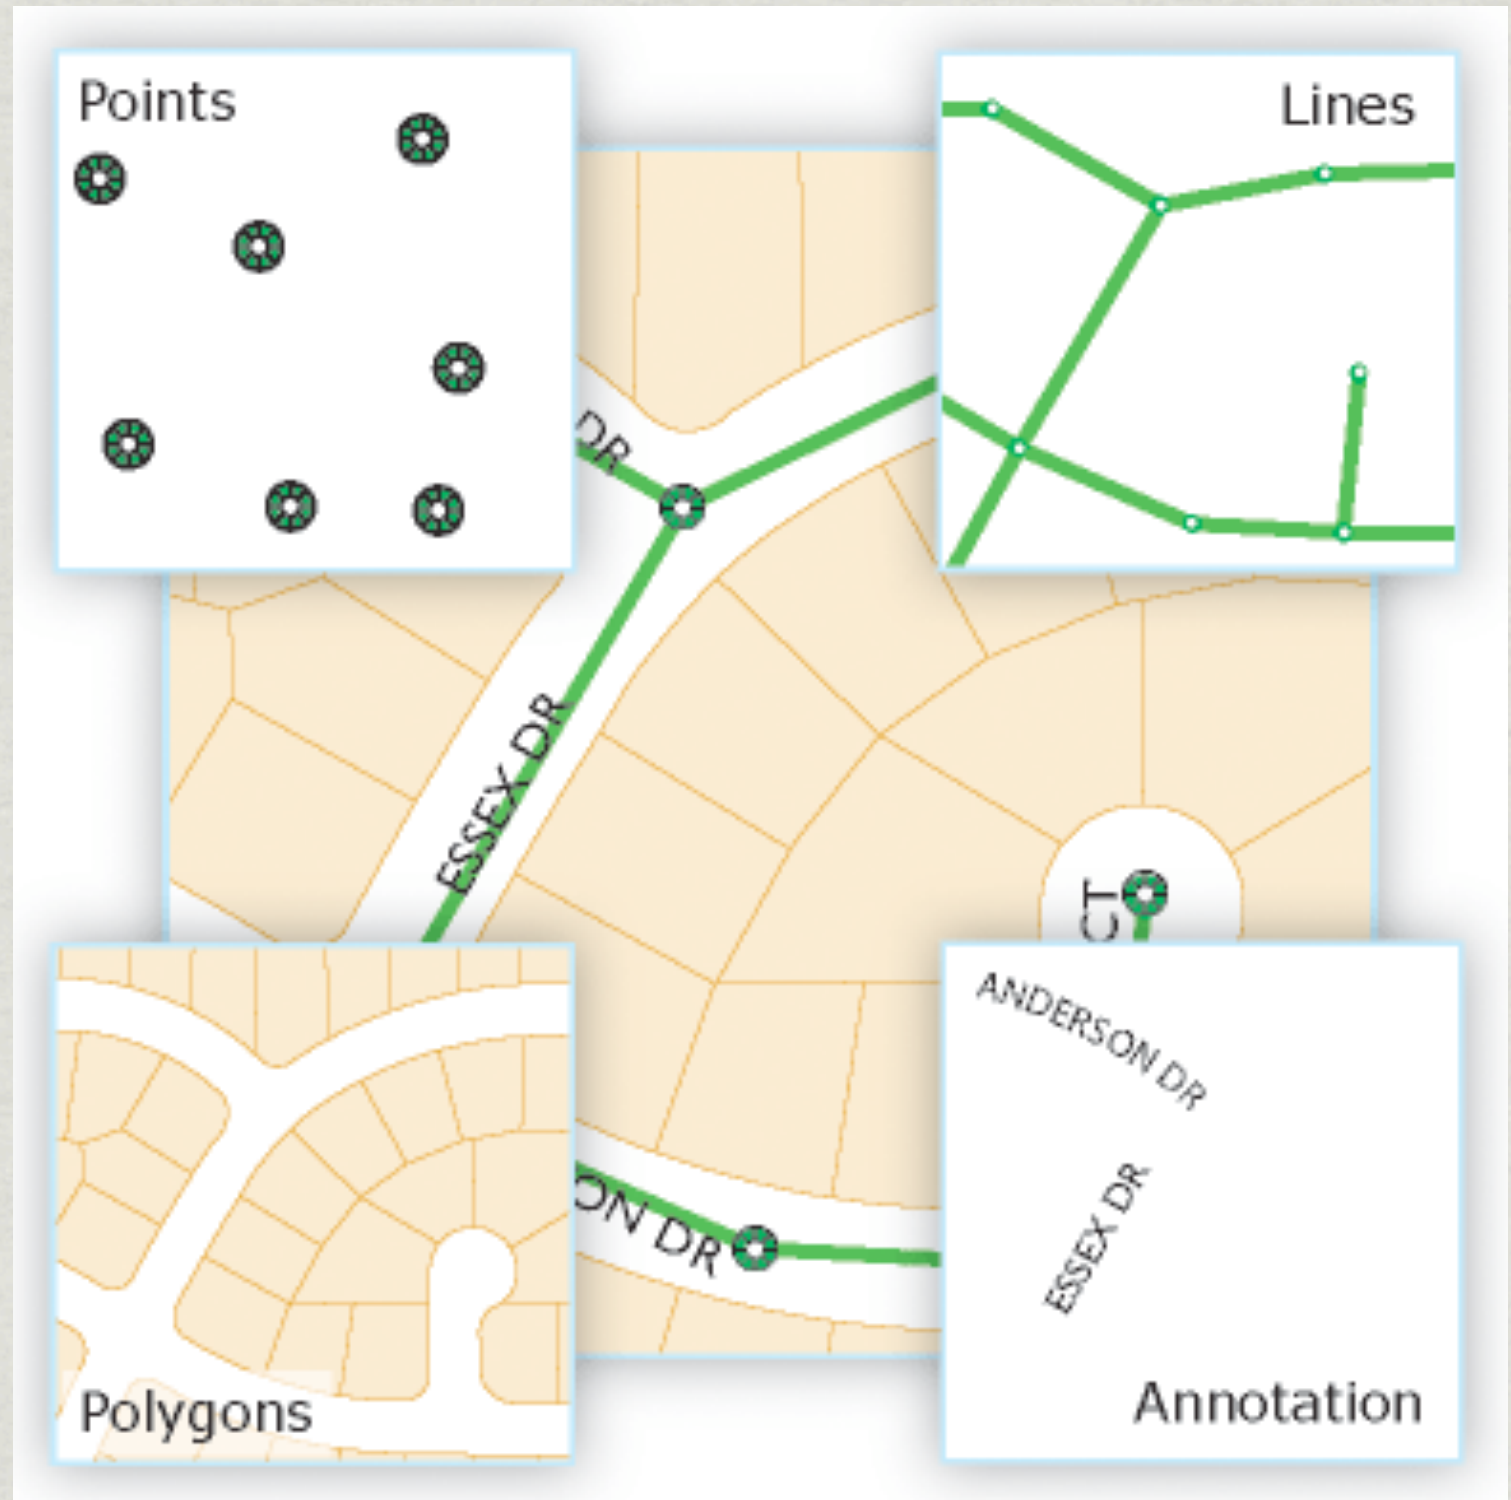 Points
Lines
DR
ESSEX DR
CT
ON DR
Polygons
ANDERSON DR
ESSEX DR
Annotation